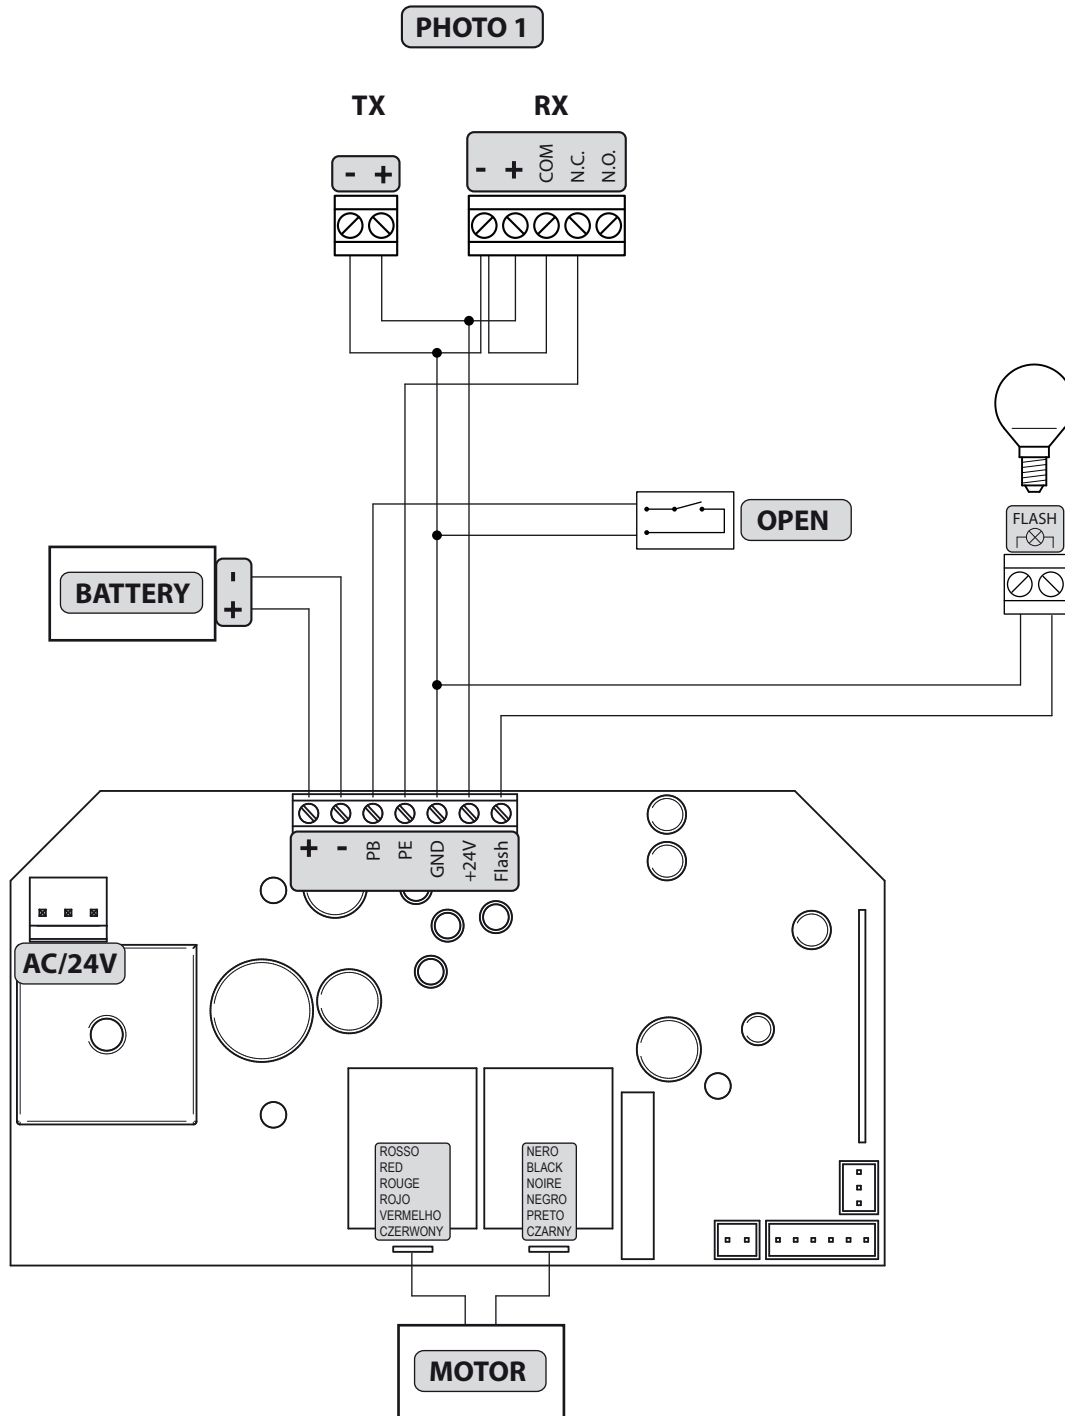 PHOTO 1
TX RX
- +
- + COM N.C. N.O.
OPEN
FLASH
BATTERY
-
+
+ - PB PE GND +24V Flash
AC/24V
ROSSO
RED
ROUGE
ROJO
VERMELHO
CZERWONY
NERO
BLACK
NOIRE
NEGRO
PRETO
CZARNY
MOTOR